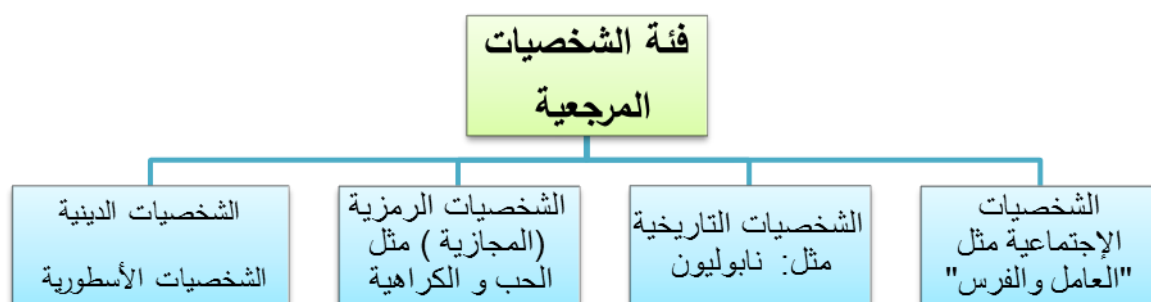 فئة الشخصيات
المرجعية
الشخصيات
الإجتماعية مثل
"العامل والفرس"
الشخصيات التاريخية
مثل: نابوليون
الشخصيات الرمزية
(المجازية ) مثل
الحب و الكراهية
الشخصيات الدينية
الشخصيات الأسطورية